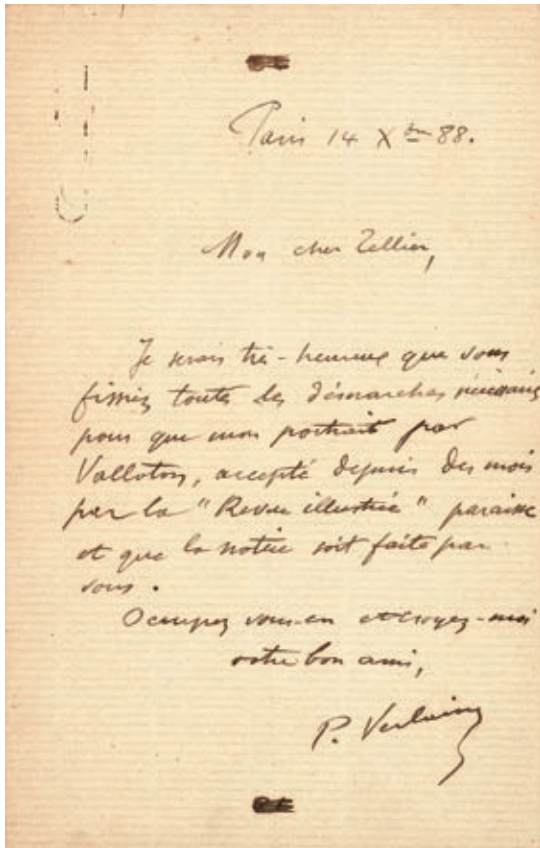 Paris 14 Xbre 88.
Mon cher Tellier,
Je serais très-heureux que vous
fissiez toutes les démarches nécessaires
pour que mon portrait par
Valloton, accepté depuis des mois
par la "Revue illustrée" paraisse
et que la notice soit faite par
vous.
Occupez vous-en et croyez-moi
votre bon ami,
P. Verlaine